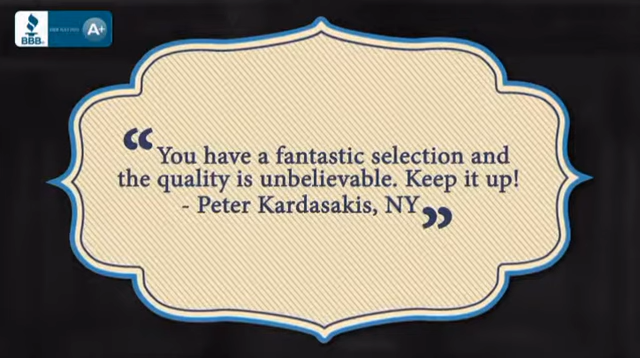 BBB.
A+
“You have a fantastic selection and
the quality is unbelievable. Keep it up!
- Peter Kardasakis, NY”